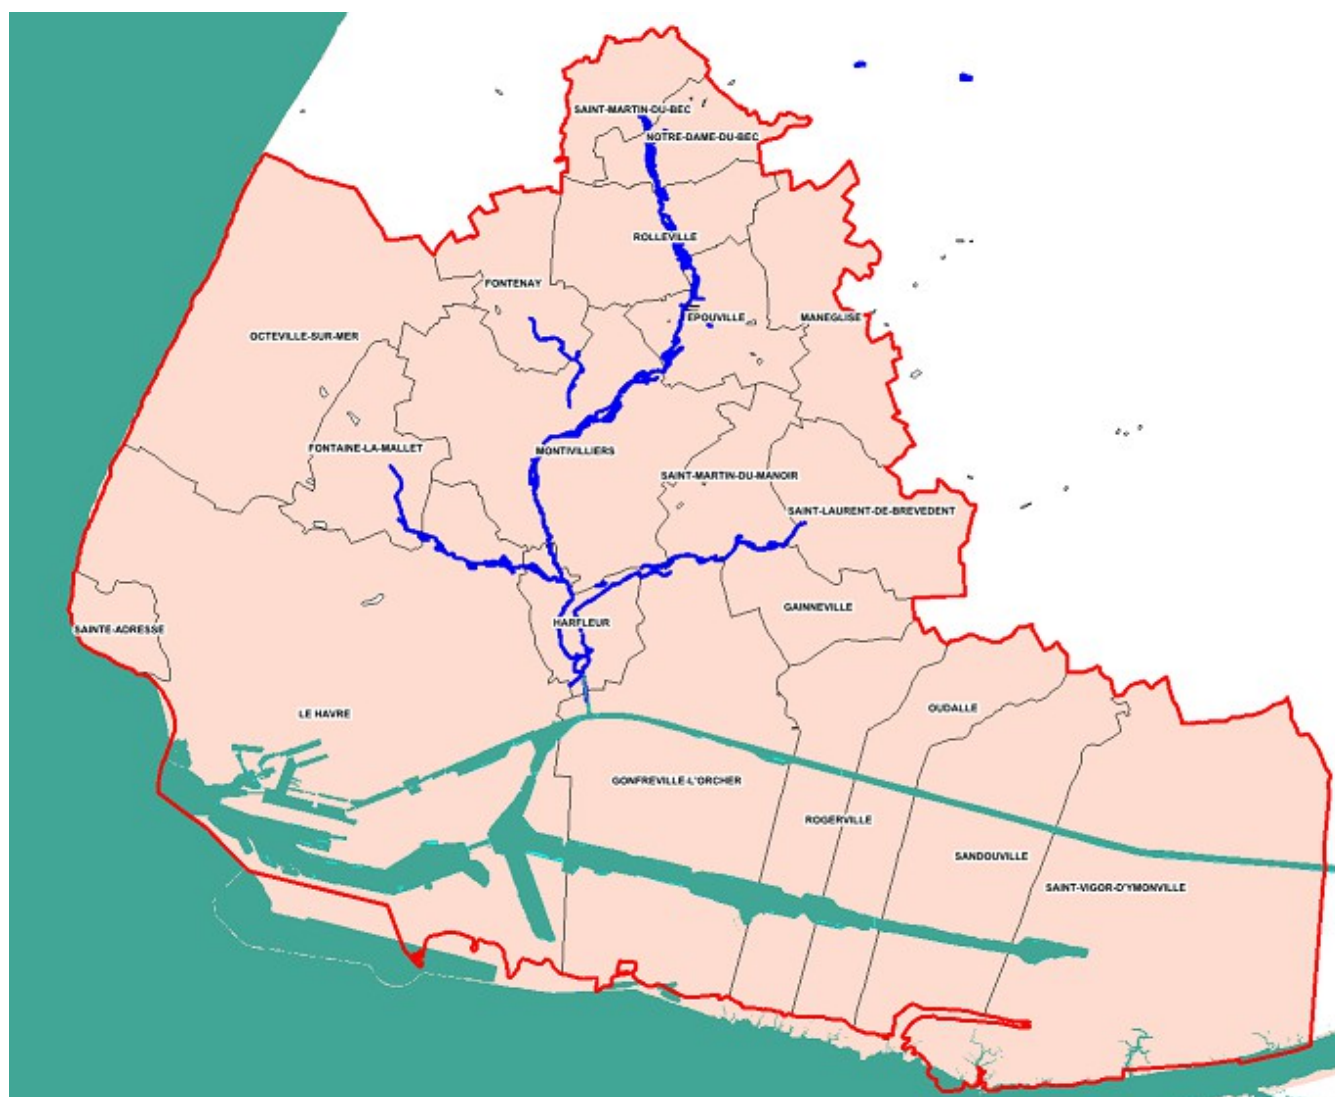 SAINT-MARTIN-DU-BEC
NOTRE-DAME-DU-BEC
ROLLEVILLE
FONTENAY
EPOUVILLE
MANEGLISE
OCTEVILLE-SUR-MER
FONTAINE-LA-MALLET
MONTIVILLIERS
SAINT-MARTIN-DU-MANOIR
SAINT-LAURENT-DE-BREVEDENT
GAINNEVILLE
HARFLEUR
SAINTE-ADRESSE
OUDALLE
LE HAVRE
GONFREVILLE-L'ORCHER
ROGERVILLE
SANDOUVILLE
SAINT-VIGOR-D'YMONVILLE